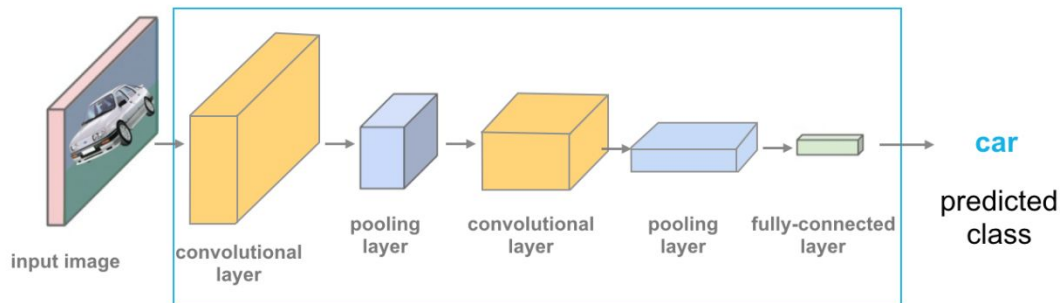 input image
convolutional
layer
pooling
layer
convolutional
layer
pooling
layer
fully-connected
layer
car
predicted
class